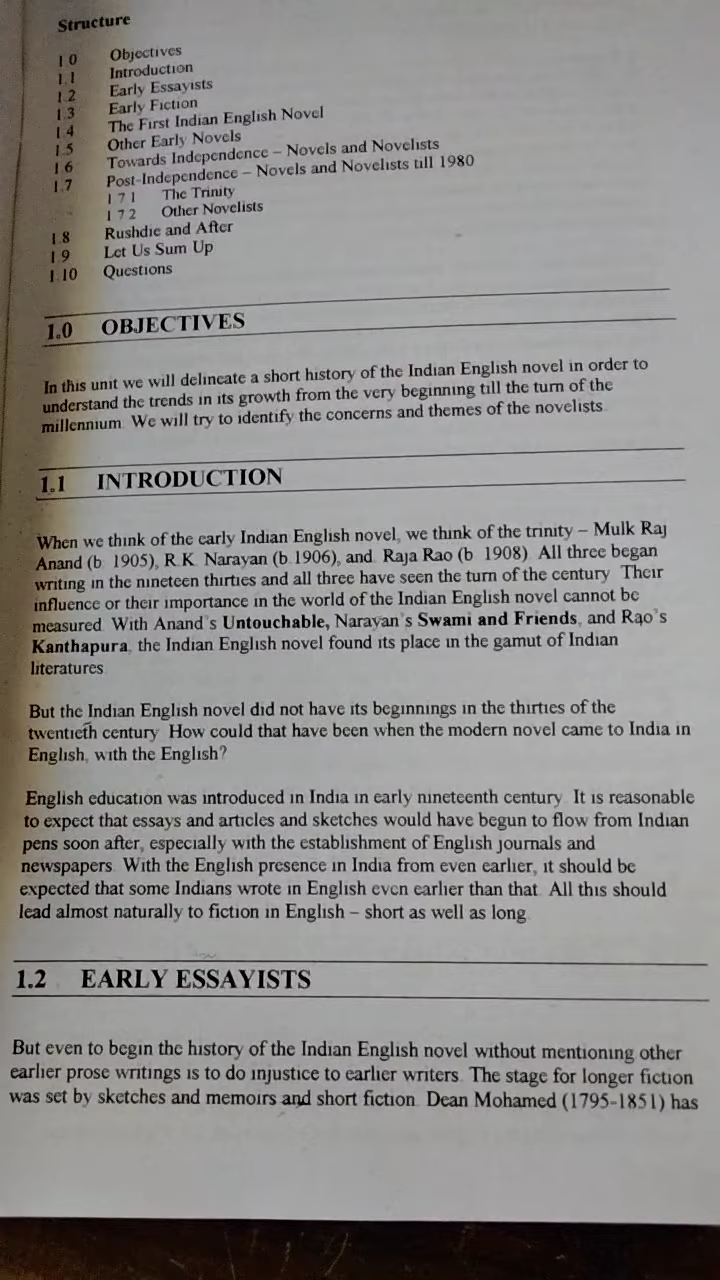 Structure
1.0 Objectives
1.1 Introduction
1.2 Early Essayists
1.3 Early Fiction
1.4 The First Indian English Novel
1.5 Other Early Novels
1.6 Towards Independence – Novels and Novelists
1.7 Post-Independence – Novels and Novelists till 1980
1.7.1 The Trinity
1.7.2 Other Novelists
1.8 Rushdie and After
1.9 Let Us Sum Up
1.10 Questions
1.0 OBJECTIVES
In this unit we will delineate a short history of the Indian English novel in order to
understand the trends in its growth from the very beginning till the turn of the
millennium. We will try to identify the concerns and themes of the novelists.
1.1 INTRODUCTION
When we think of the early Indian English novel, we think of the trinity – Mulk Raj
Anand (b. 1905), R.K. Narayan (b.1906), and Raja Rao (b. 1908). All three began
writing in the nineteen thirties and all three have seen the turn of the century. Their
influence or their importance in the world of the Indian English novel cannot be
measured. With Anand's Untouchable, Narayan's Swami and Friends, and Rao's
Kanthapura, the Indian English novel found its place in the gamut of Indian
literatures.
But the Indian English novel did not have its beginnings in the thirties of the
twentieth century. How could that have been when the modern novel came to India in
English, with the English?
English education was introduced in India in early nineteenth century. It is reasonable
to expect that essays and articles and sketches would have begun to flow from Indian
pens soon after, especially with the establishment of English journals and
newspapers. With the English presence in India from even earlier, it should be
expected that some Indians wrote in English even earlier than that. All this should
lead almost naturally to fiction in English – short as well as long.
1.2 EARLY ESSAYISTS
But even to begin the history of the Indian English novel without mentioning other
earlier prose writings is to do injustice to earlier writers. The stage for longer fiction
was set by sketches and memoirs and short fiction. Dean Mohamed (1795-1851) has